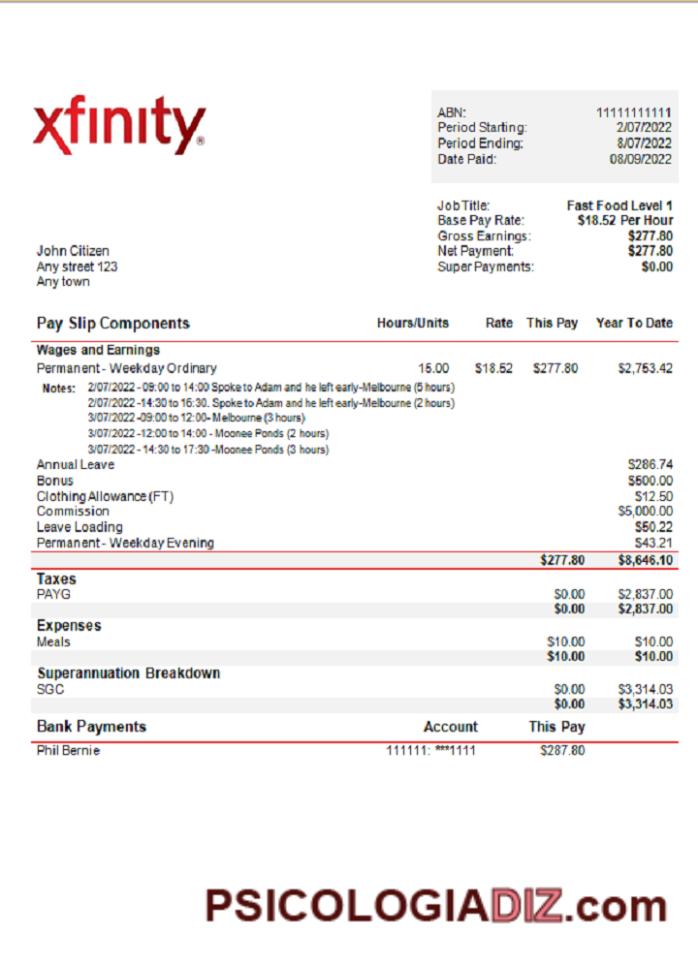 xfinity®
ABN: 11111111111
Period Starting: 2/07/2022
Period Ending: 8/07/2022
Date Paid: 08/09/2022
Job Title: Fast Food Level 1
Base Pay Rate: $18.52 Per Hour
Gross Earnings: $277.80
Net Payment: $277.80
Super Payments: $0.00
John Citizen
Any street 123
Any town
Pay Slip Components Hours/Units Rate This Pay Year To Date
Wages and Earnings
Permanent - Weekday Ordinary 15.00 $18.52 $277.80 $2,753.42
Notes: 2/07/2022 - 09:00 to 14:00 Spoke to Adam and he left early-Melbourne (5 hours)
2/07/2022 -14:30 to 16:30. Spoke to Adam and he left early-Melbourne (2 hours)
3/07/2022 -09:00 to 12:00- Melbourne (3 hours)
3/07/2022 -12:00 to 14:00 - Moonee Ponds (2 hours)
3/07/2022 - 14:30 to 17:30 -Moonee Ponds (3 hours)
Annual Leave $286.74
Bonus $500.00
Clothing Allowance (FT) $12.50
Commission $5,000.00
Leave Loading $50.22
Permanent - Weekday Evening $43.21
$277.80 $8,646.10
Taxes
PAYG $0.00 $2,837.00
$0.00 $2,837.00
Expenses
Meals $10.00 $10.00
$10.00 $10.00
Superannuation Breakdown
SGC $0.00 $3,314.03
$0.00 $3,314.03
Bank Payments Account This Pay
Phil Bernie 111111: ***1111 $287.80
PSICOLOGIADIZ.com